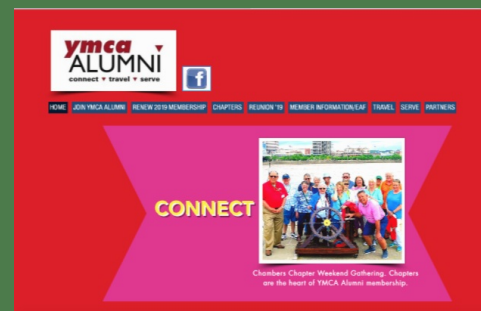 ymca
ALUMNI
connect ▾ travel ▾ serve
f
HOME JOIN YMCA ALUMNI RENEW 2019 MEMBERSHIP CHAPTERS REUNION '19 MEMBER INFORMATION/EAF TRAVEL SERVE PARTNERS
CONNECT
Chambers Chapter Weekend Gathering. Chapters
are the heart of YMCA Alumni membership.